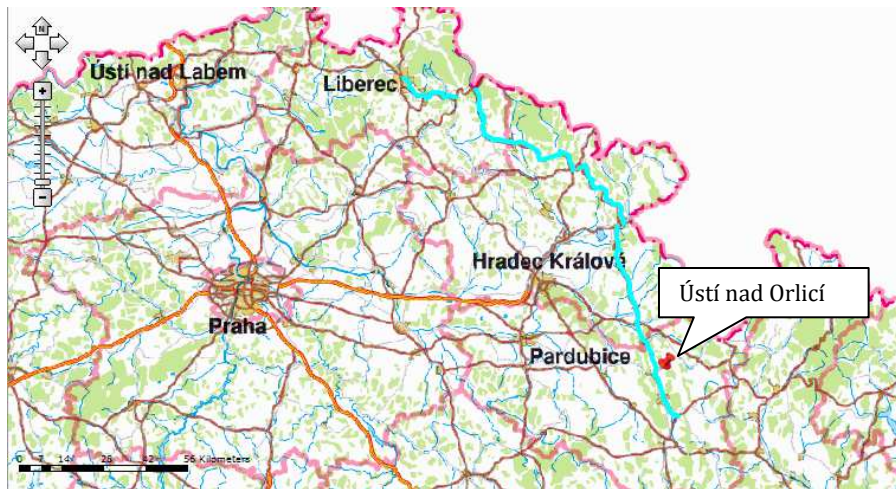 N
Ústí nad Labem
Liberec
Hradec Králové
Ústí nad Orlicí
Praha
Pardubice
0 7 14 28 42 56 Kilometers